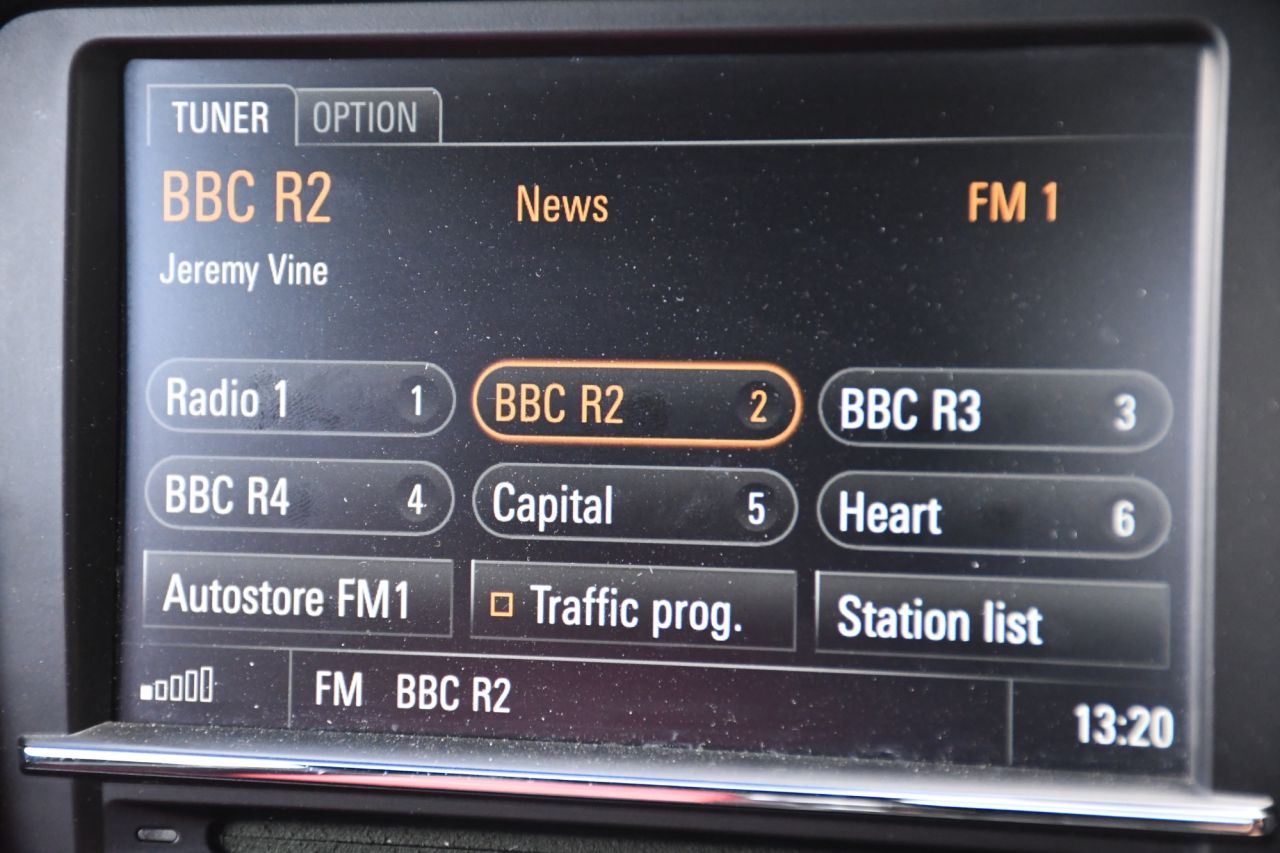 TUNER OPTION
BBC R2 News FM 1
Jeremy Vine
Radio 1 1 BBC R2 2 BBC R3 3
BBC R4 4 Capital 5 Heart 6
Autostore FM1 Traffic prog. Station list
FM BBC R2 13:20